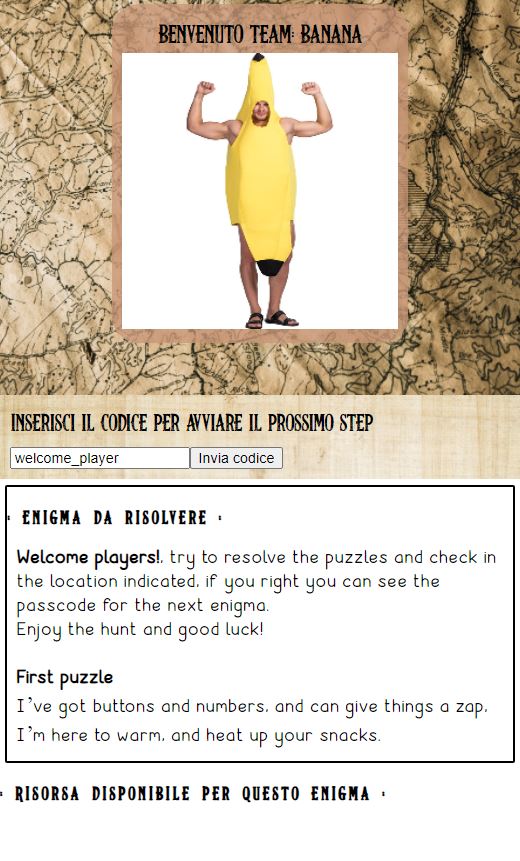 BENVENUTO TEAM: BANANA
INSERISCI IL CODICE PER AVVIARE IL PROSSIMO STEP
welcome_player Invia codice
: ENIGMA DA RISOLVERE :
Welcome players!, try to resolve the puzzles and check in
the location indicated, if you right you can see the
passcode for the next enigma.
Enjoy the hunt and good luck!
First puzzle
I've got buttons and numbers, and can give things a zap,
I'm here to warm, and heat up your snacks.
: RISORSA DISPONIBILE PER QUESTO ENIGMA :